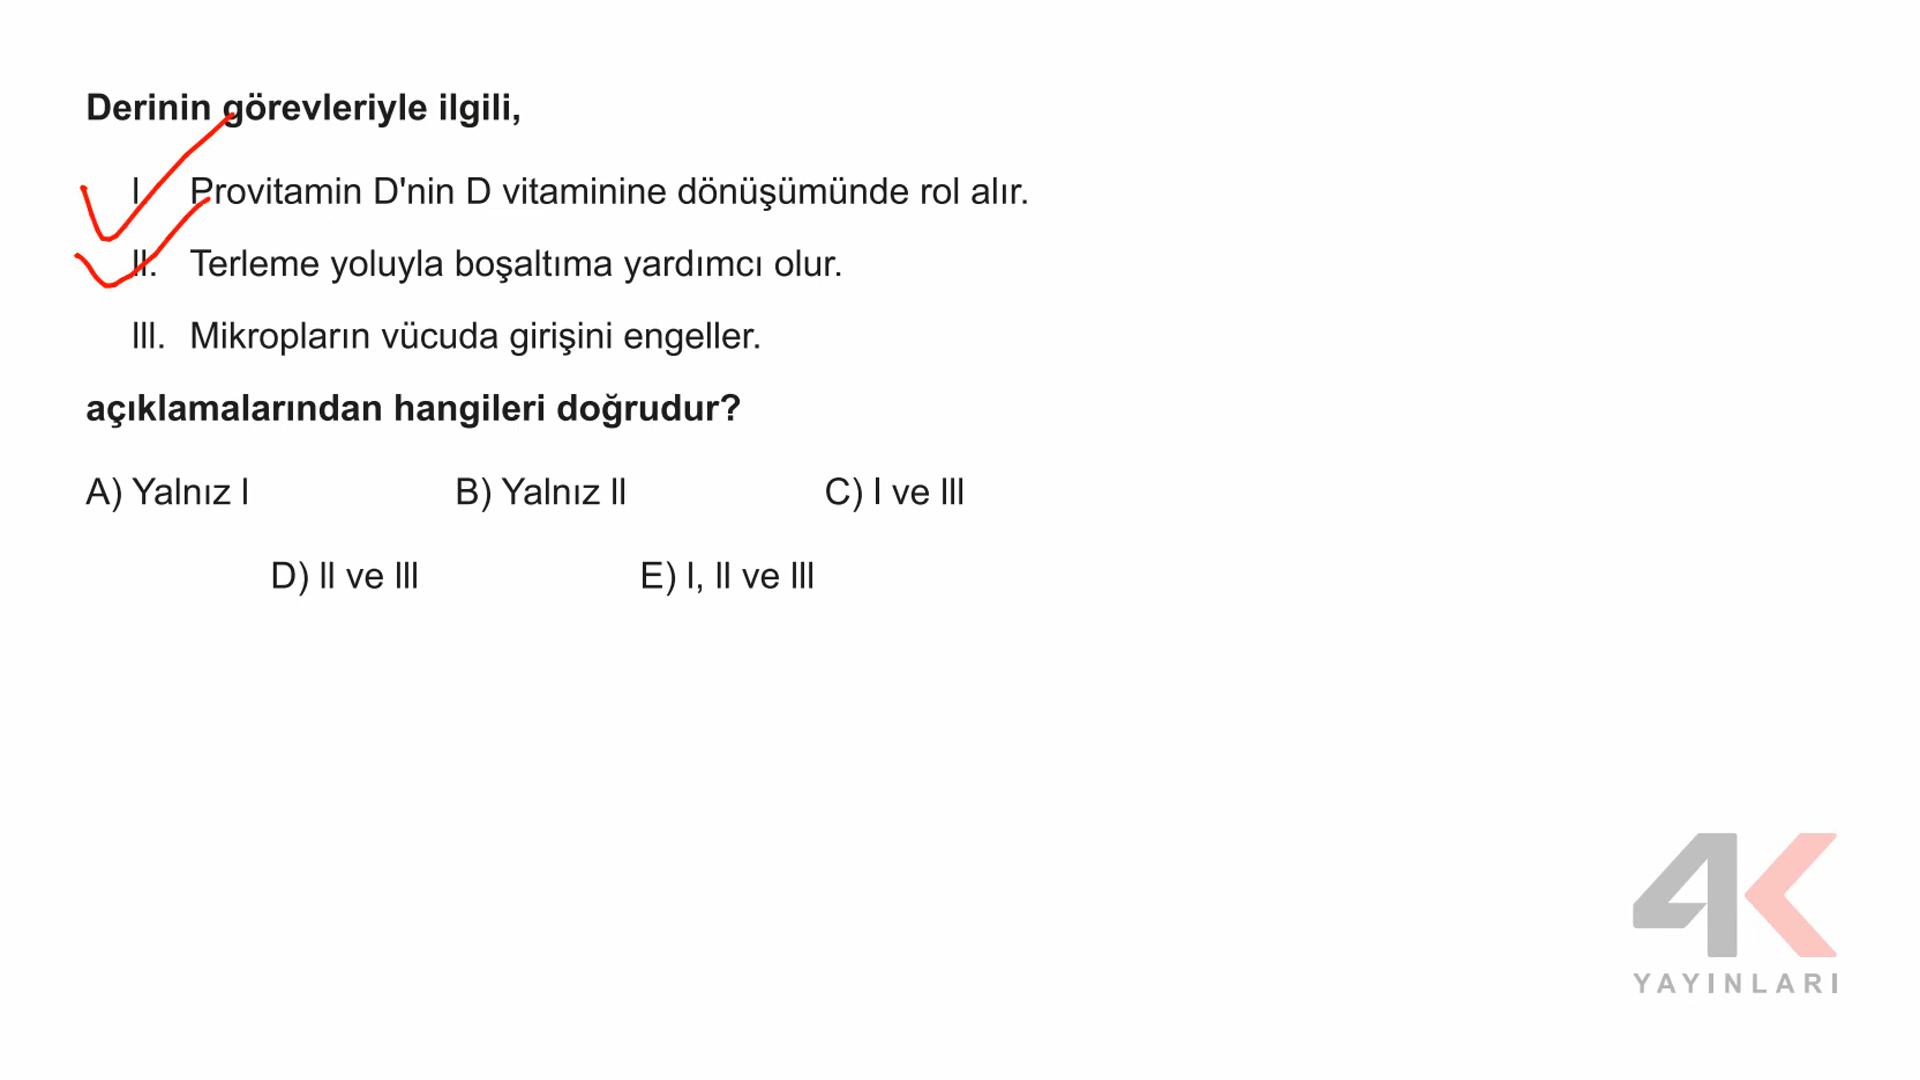 Derinin görevleriyle ilgili,
I. Provitamin D'nin D vitaminine dönüşümünde rol alır.
II. Terleme yoluyla boşaltıma yardımcı olur.
III. Mikropların vücuda girişini engeller.
açıklamalarından hangileri doğrudur?
A) Yalnız I B) Yalnız II C) I ve III
D) II ve III E) I, II ve III
4K
YAYINLARI